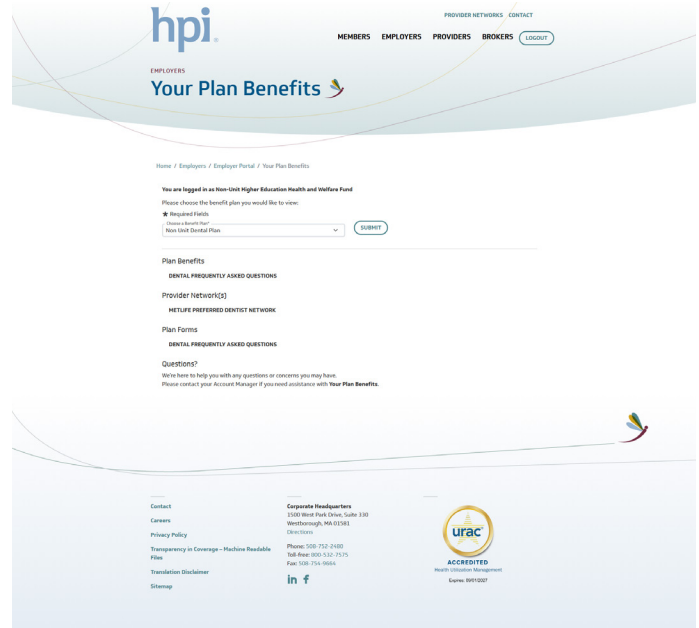 PROVIDER NETWORKS CONTACT
hpi.
MEMBERS EMPLOYERS PROVIDERS BROKERS LOGOUT
EMPLOYERS
Your Plan Benefits
Home / Employers / Employer Portal / Your Plan Benefits
You are logged in as Non-Unit Higher Education Health and Welfare Fund
Please choose the benefit plan you would like to view:
★ Required Fields
Choose a Benefit Plan*
Non Unit Dental Plan
SUBMIT
Plan Benefits
DENTAL FREQUENTLY ASKED QUESTIONS
Provider Network(s)
METLIFE PREFERRED DENTIST NETWORK
Plan Forms
DENTAL FREQUENTLY ASKED QUESTIONS
Questions?
We're here to help you with any questions or concerns you may have.
Please contact your Account Manager if you need assistance with Your Plan Benefits.
Contact
Careers
Privacy Policy
Transparency in Coverage – Machine Readable
Files
Translation Disclaimer
Sitemap
Corporate Headquarters
1500 West Park Drive, Suite 330
Westborough, MA 01581
Directions
Phone: 508-752-2480
Toll-free: 800-532-7575
Fax: 508-754-9664
in f
urac
ACCREDITED
Health Utilization Management
Expires: 09/01/2027